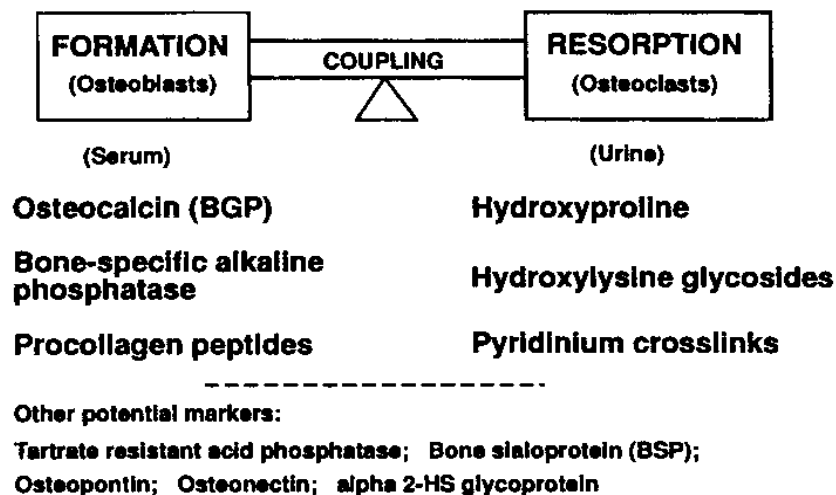 FORMATION
(Osteoblasts)
COUPLING
RESORPTION
(Osteoclasts)
(Serum)
(Urine)
Osteocalcin (BGP)
Hydroxyproline
Bone-specific alkaline
phosphatase
Hydroxylysine glycosides
Procollagen peptides
Pyridinium crosslinks
Other potential markers:
Tartrate resistant acid phosphatase; Bone sialoprotein (BSP);
Osteopontin; Osteonectin; alpha 2-HS glycoprotein